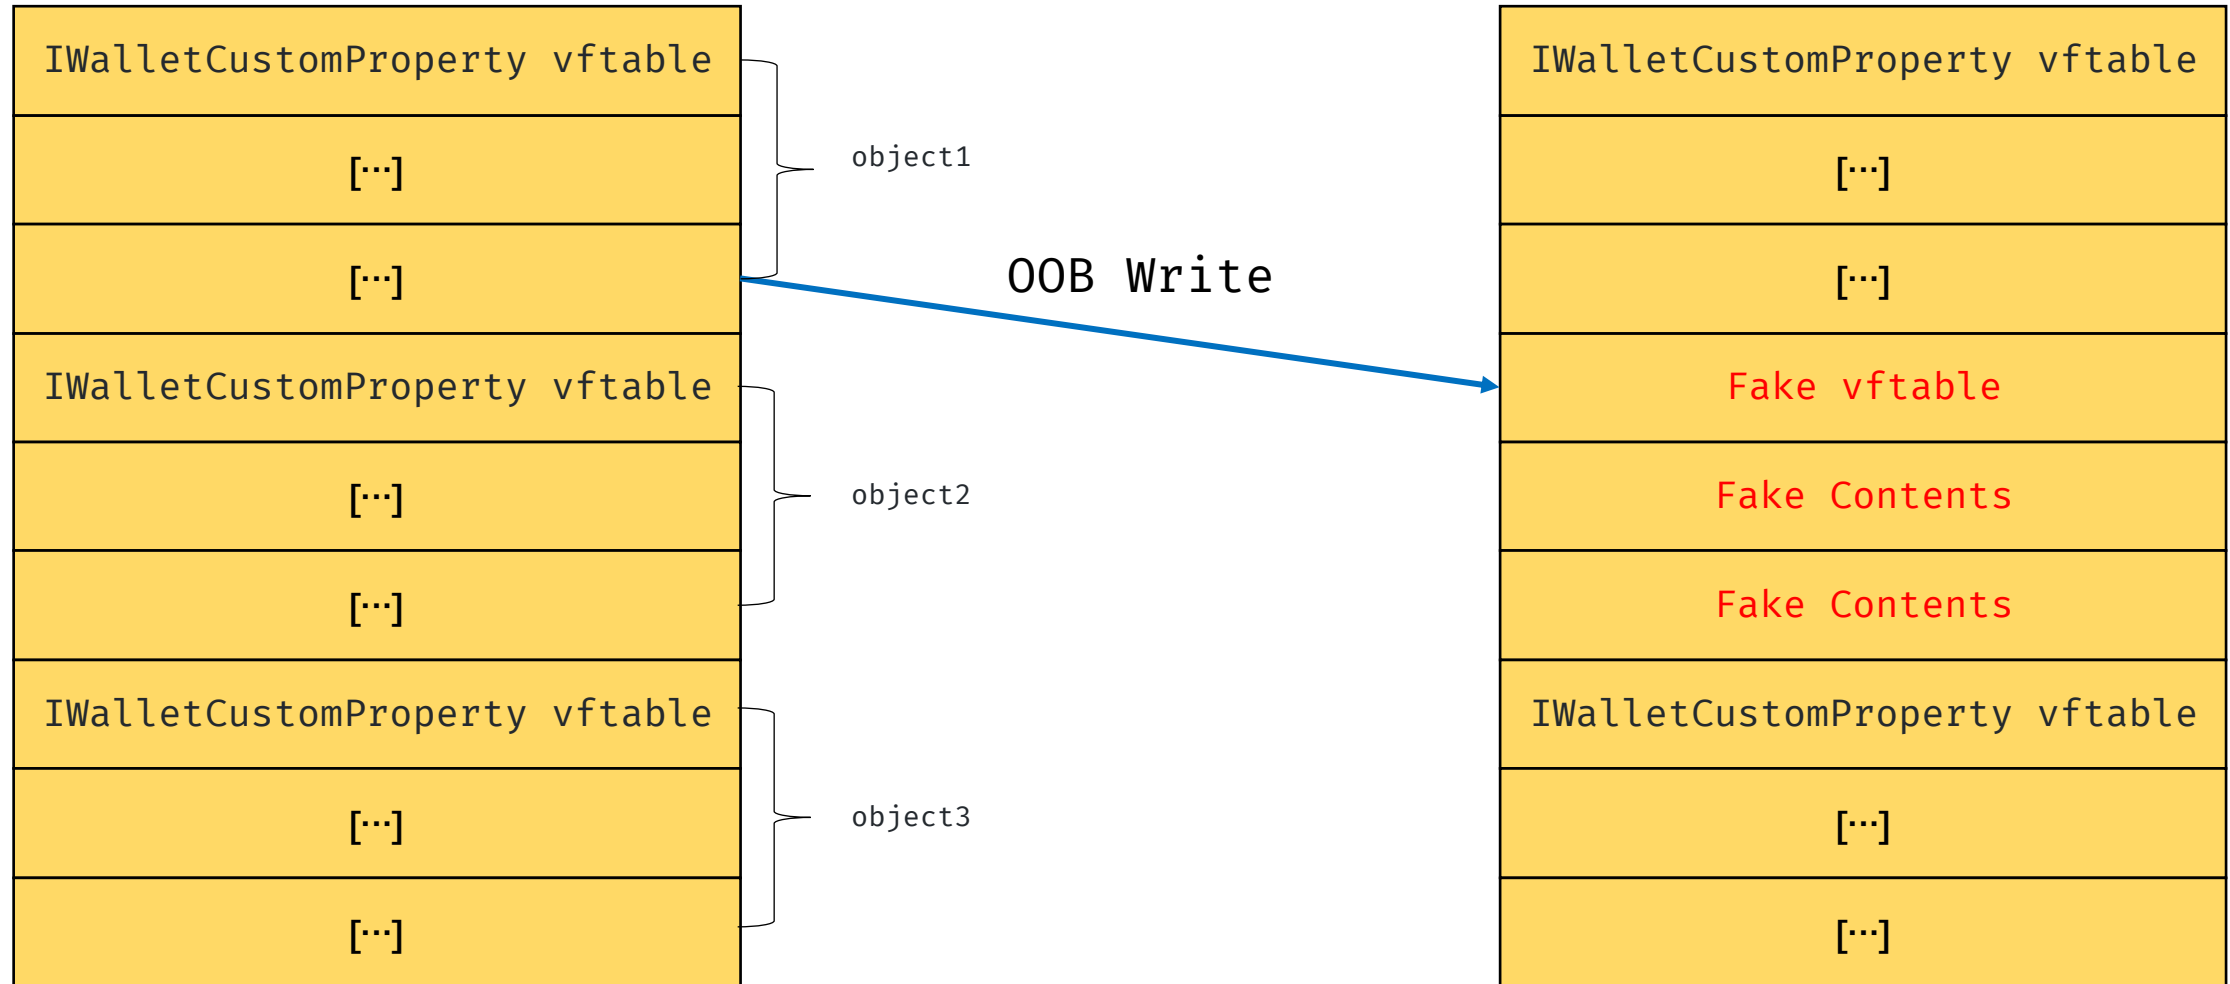 IWalletCustomProperty vftable
[…]
[…]
IWalletCustomProperty vftable
[…]
[…]
IWalletCustomProperty vftable
[…]
[…]
object1
object2
object3
OOB Write
IWalletCustomProperty vftable
[…]
[…]
Fake vftable
Fake Contents
Fake Contents
IWalletCustomProperty vftable
[…]
[…]